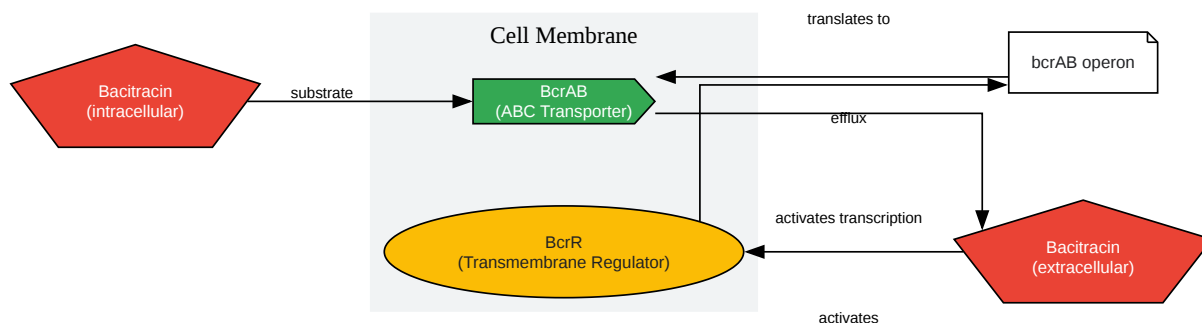 translates to
Cell Membrane
bcrAB operon
Bacitracin
(intracellular)
substrate
BcrAB
(ABC Transporter)
efflux
activates transcription
BcrR
(Transmembrane Regulator)
Bacitracin
(extracellular)
activates